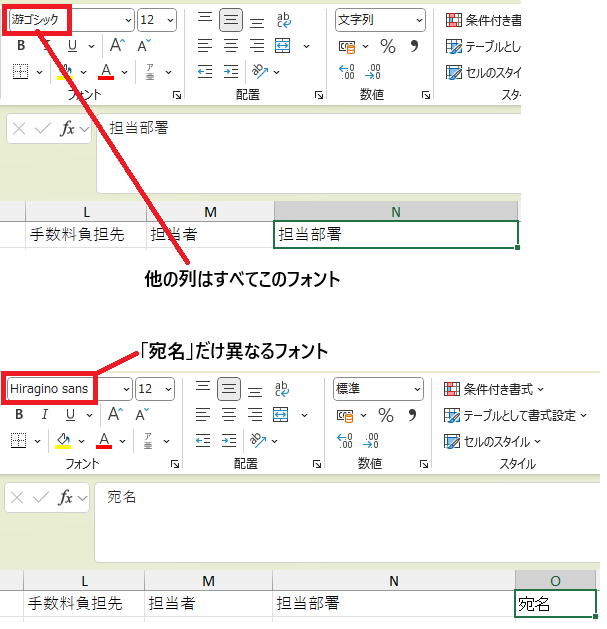 游ゴシック 12 文字列 条件付き書
B I U A A テーブルとし
ア 亜 セルのスタイ
フォント 配置 数値 スタ
fx 担当部署
L M N
手数料負担先 担当者 担当部署
他の列はすべてこのフォント
「宛名」だけ異なるフォント
Hiragino sans 12 標準 条件付き書式
B I U A A % テーブルとして書式設定
A ア 亜 セルのスタイル
フォント 配置 数値 スタイル
fx 宛名
L M N O
手数料負担先 担当者 担当部署 宛名